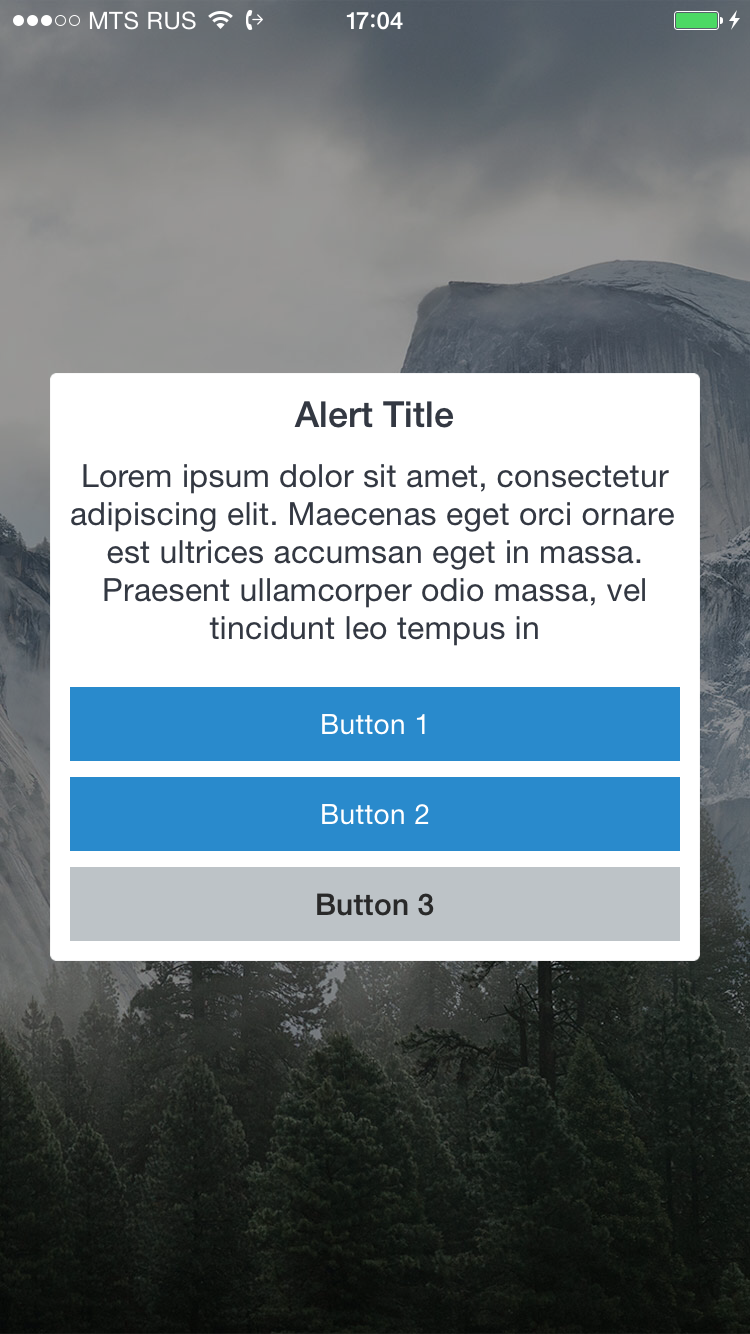 MTS RUS 17:04
Alert Title
Lorem ipsum dolor sit amet, consectetur
adipiscing elit. Maecenas eget orci ornare
est ultrices accumsan eget in massa.
Praesent ullamcorper odio massa, vel
tincidunt leo tempus in
Button 1
Button 2
Button 3